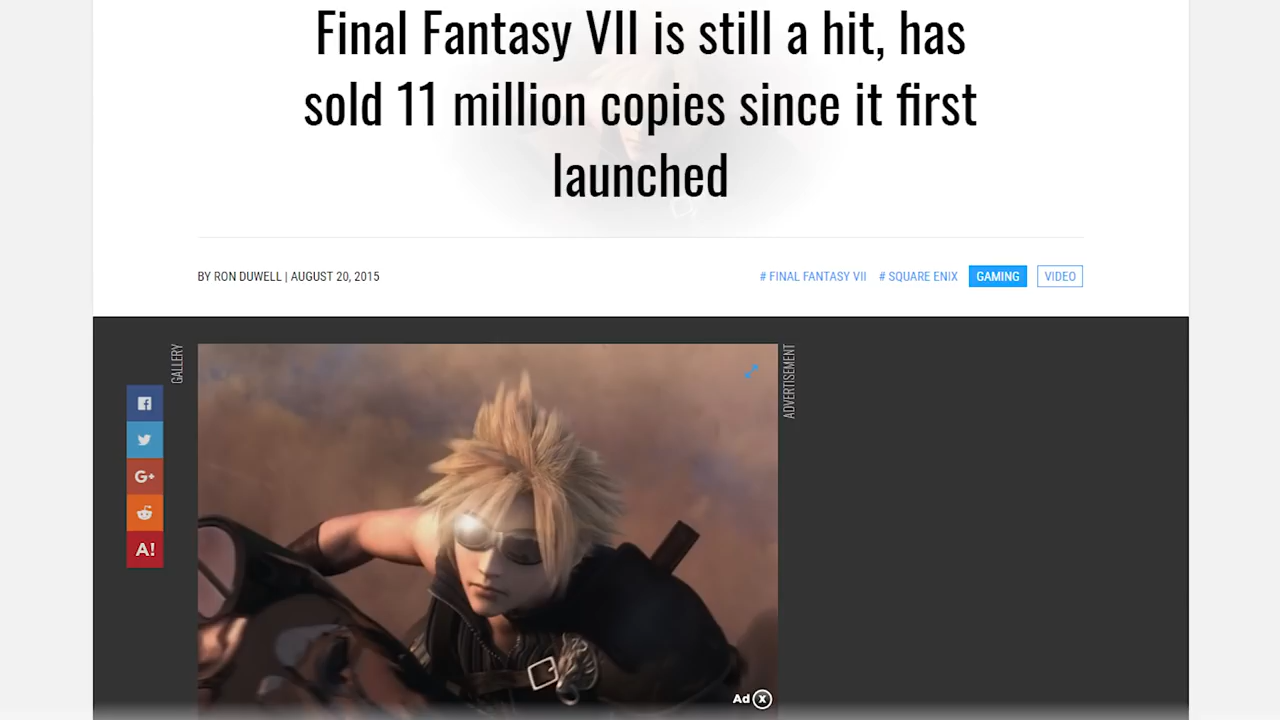 Final Fantasy VII is still a hit, has
sold 11 million copies since it first
launched
BY RON DUWELL | AUGUST 20, 2015
# FINAL FANTASY VII # SQUARE ENIX GAMING VIDEO
GALLERY
ADVERTISEMENT
G+
A!
Ad X